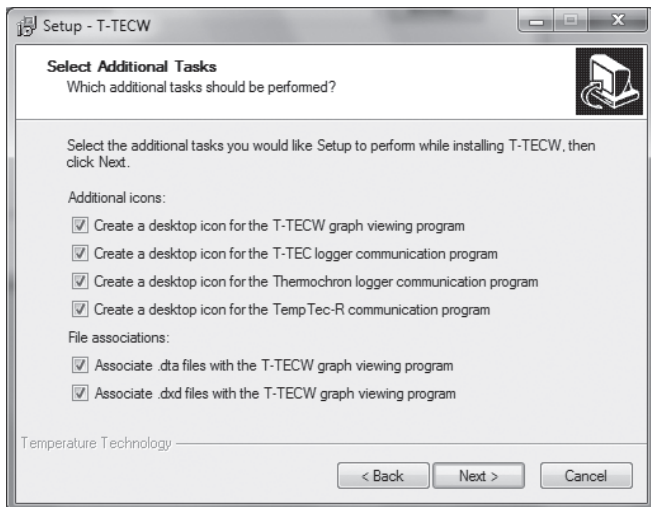 Setup - T-TECW
Select Additional Tasks
Which additional tasks should be performed?
Select the additional tasks you would like Setup to perform while installing T-TECW, then
click Next.
Additional icons:
Create a desktop icon for the T-TECW graph viewing program
Create a desktop icon for the T-TEC logger communication program
Create a desktop icon for the Thermochron logger communication program
Create a desktop icon for the TempTec-R communication program
File associations:
Associate .dta files with the T-TECW graph viewing program
Associate .dxd files with the T-TECW graph viewing program
Temperature Technology
< Back
Next >
Cancel